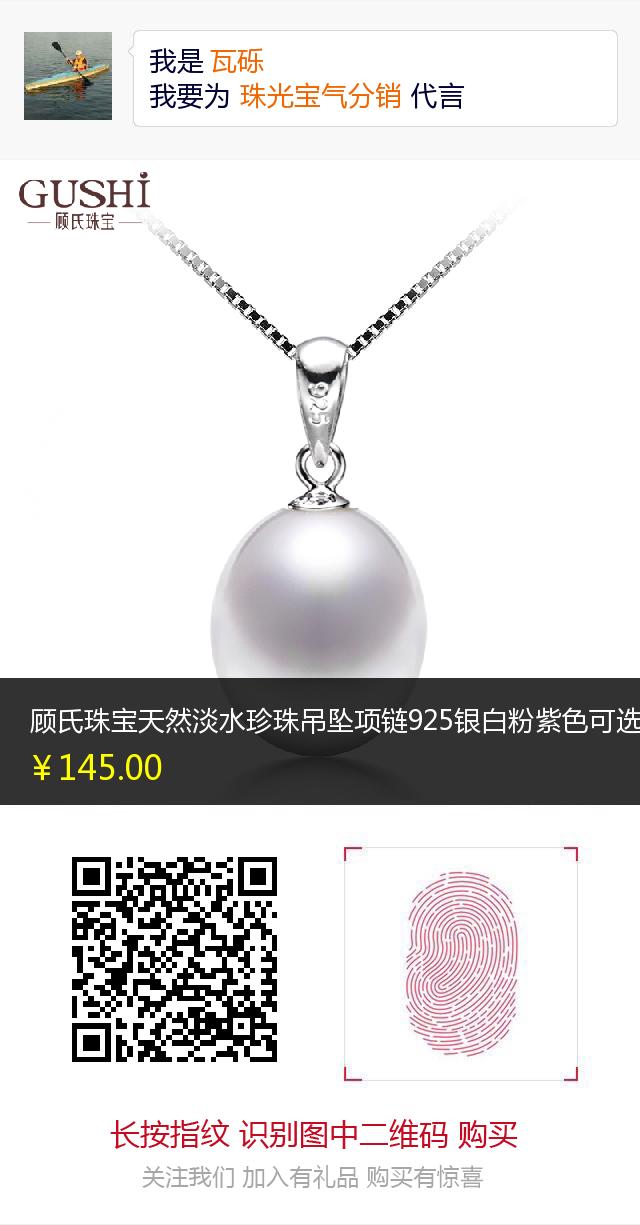 我是 瓦砾
我要为 珠光宝气分销 代言
GUSHI
顾氏珠宝
925
顾氏珠宝天然淡水珍珠吊坠项链925银白粉紫色可选
￥145.00
长按指纹 识别图中二维码 购买
关注我们 加入有礼品 购买有惊喜